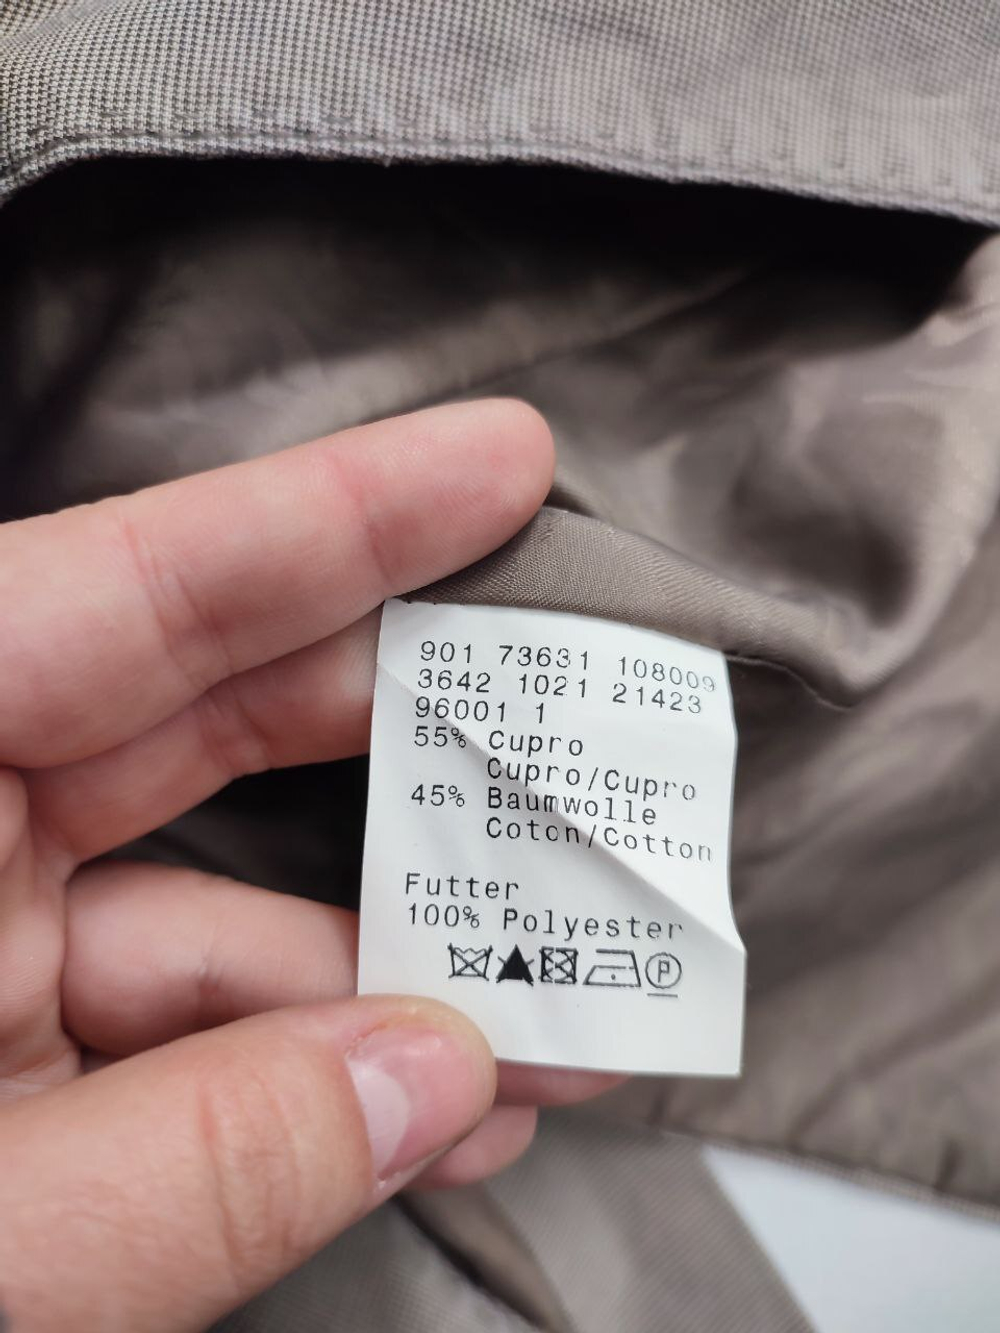 901 73631 108009
3642 1021 21423
96001 1
55% Cupro
Cupro/Cupro
45% Baumwolle
Coton/Cotton
Futter
100% Polyester
P